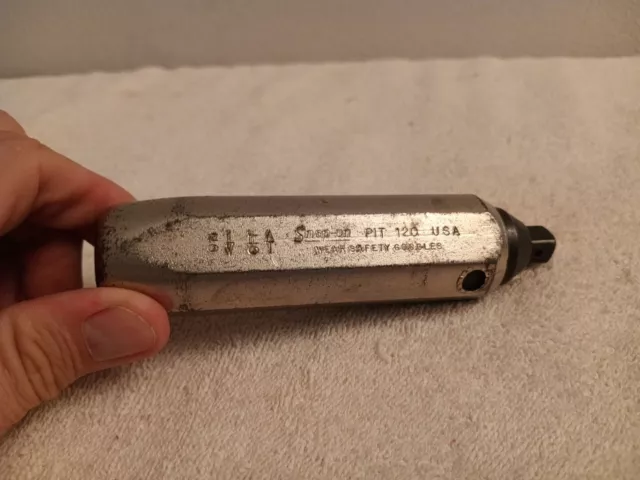 Snap-on PIT 120 USA
WEAR SAFETY GOGGLES